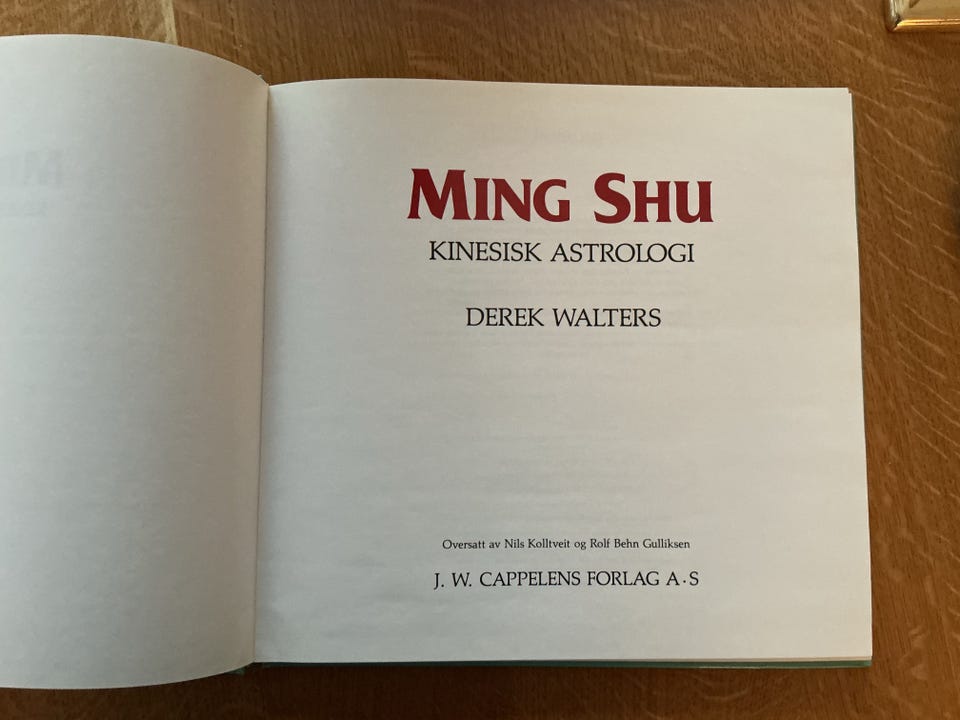 MING SHU
KINESISK ASTROLOGI
DEREK WALTERS
Oversatt av Nils Kolltveit og Rolf Behn Gulliksen
J. W. CAPPELENS FORLAG A·S